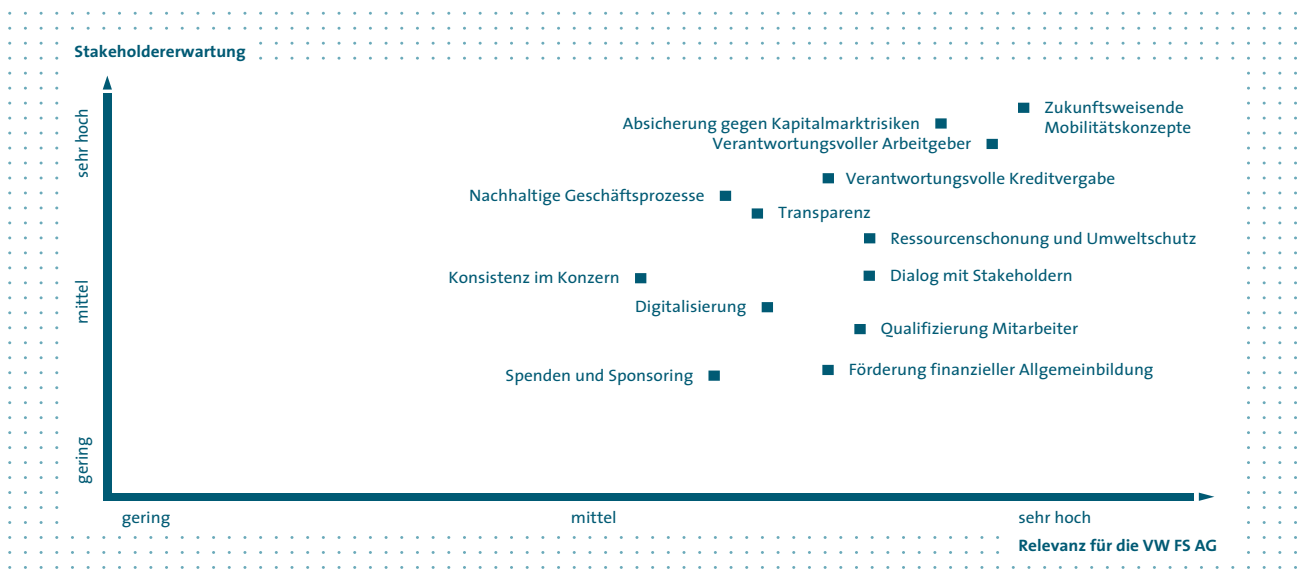 Stakeholdererwartung
sehr hoch
mittel
gering
Zukunftsweisende
Mobilitätskonzepte
Absicherung gegen Kapitalmarktrisiken
Verantwortungsvoller Arbeitgeber
Verantwortungsvolle Kreditvergabe
Nachhaltige Geschäftsprozesse
Transparenz
Ressourcenschonung und Umweltschutz
Dialog mit Stakeholdern
Konsistenz im Konzern
Digitalisierung
Qualifizierung Mitarbeiter
Förderung finanzieller Allgemeinbildung
Spenden und Sponsoring
gering
mittel
sehr hoch
Relevanz für die VW FS AG